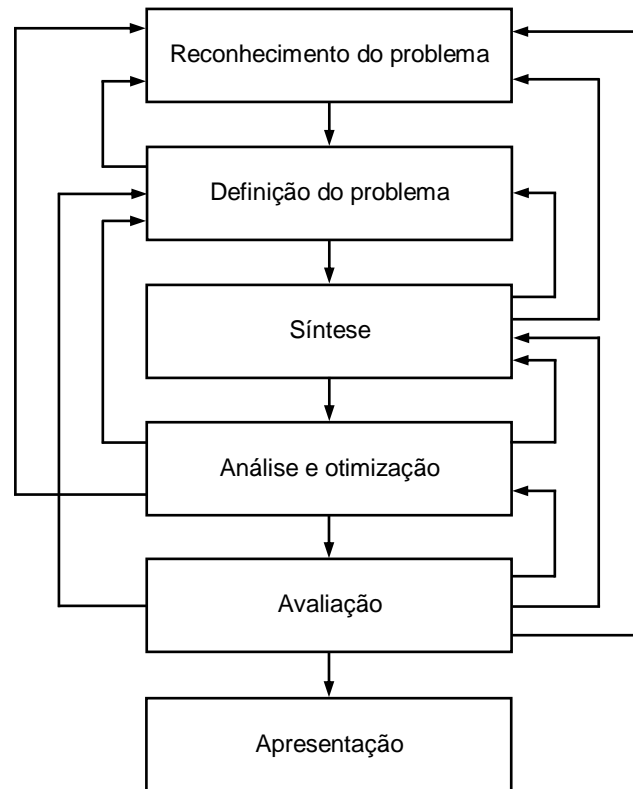 Reconhecimento do problema
Definição do problema
Síntese
Análise e otimização
Avaliação
Apresentação